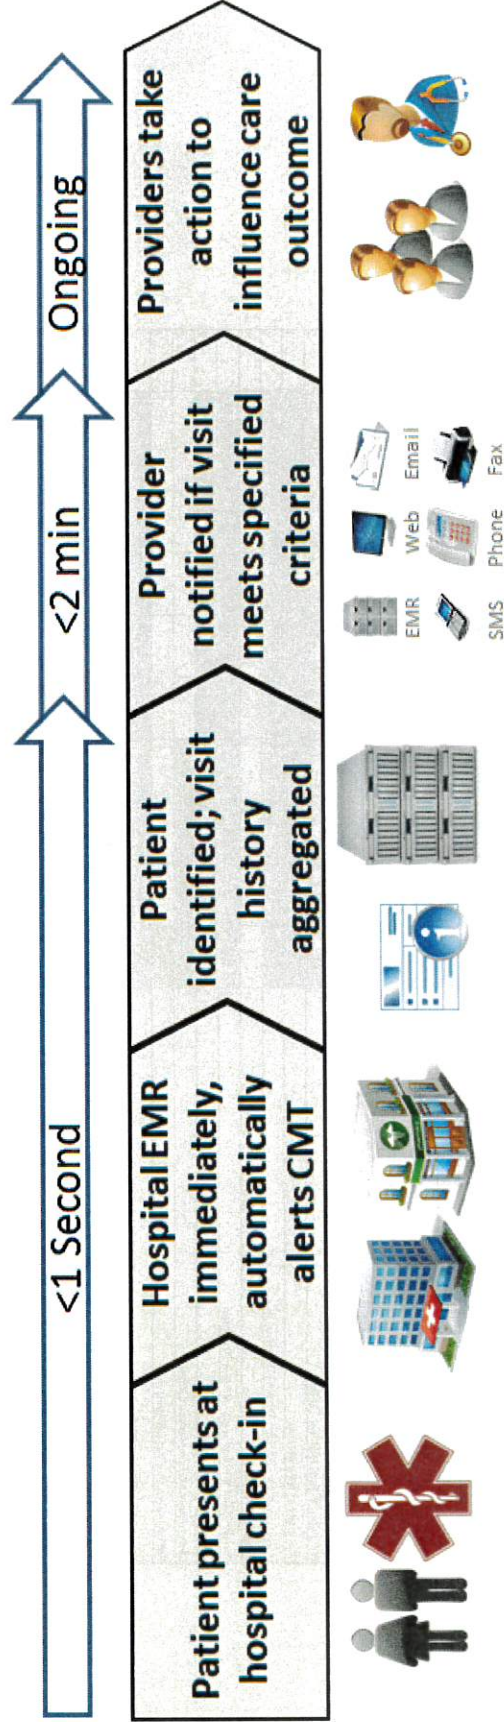 <1 Second
<2 min
Ongoing
Patient presents at
hospital check-in
Hospital EMR
immediately,
automatically
alerts CMT
Patient
identified; visit
history
aggregated
Provider
notified if visit
meets specified
criteria
Providers take
action to
influence care
outcome
EMR Web Email
SMS Phone Fax